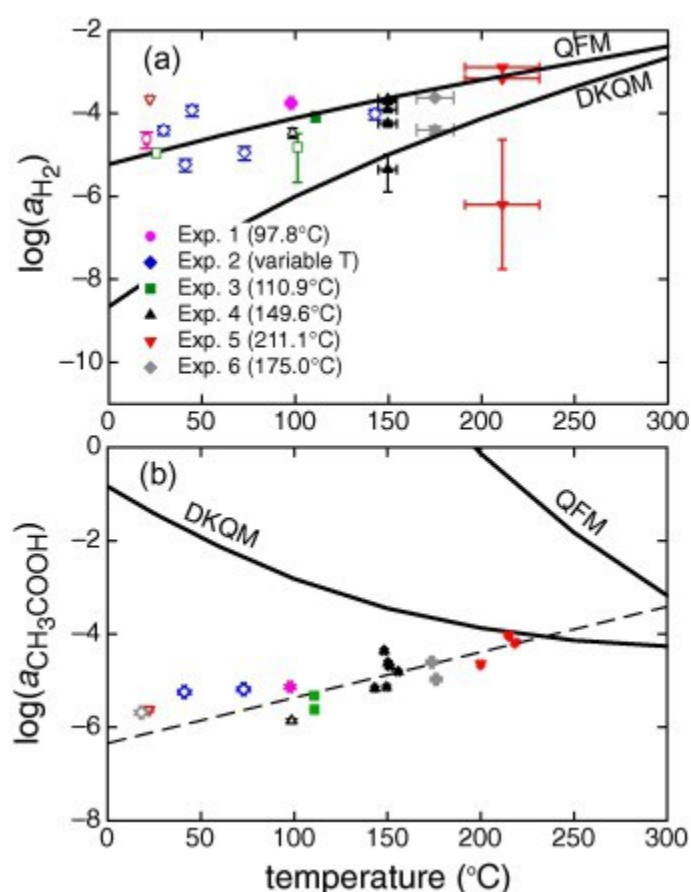 (a)
QFM
DKQM
log(aH₂)
−2
−4
−6
−8
−10
Exp. 1 (97.8°C)
Exp. 2 (variable T)
Exp. 3 (110.9°C)
Exp. 4 (149.6°C)
Exp. 5 (211.1°C)
Exp. 6 (175.0°C)
0 50 100 150 200 250 300
(b)
DKQM
QFM
log(aCH₃COOH)
0
−2
−4
−6
−8
0 50 100 150 200 250 300
temperature (°C)